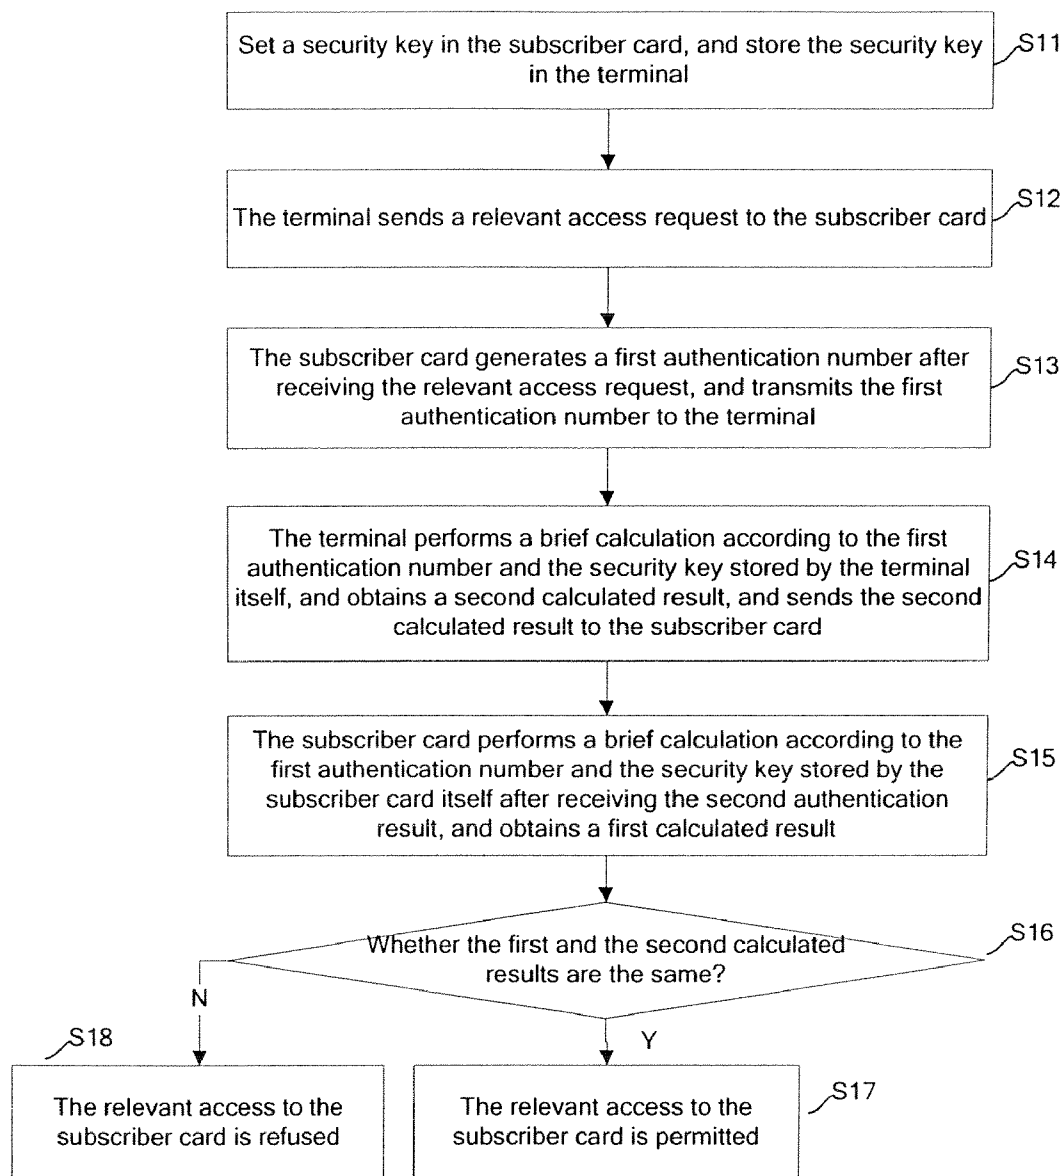 Set a security key in the subscriber card, and store the security key
in the terminal
S11
The terminal sends a relevant access request to the subscriber card
S12
The subscriber card generates a first authentication number after
receiving the relevant access request, and transmits the first
authentication number to the terminal
S13
The terminal performs a brief calculation according to the first
authentication number and the security key stored by the terminal
itself, and obtains a second calculated result, and sends the second
calculated result to the subscriber card
S14
The subscriber card performs a brief calculation according to the
first authentication number and the security key stored by the
subscriber card itself after receiving the second authentication
result, and obtains a first calculated result
S15
Whether the first and the second calculated
results are the same?
S16
N
Y
S18
The relevant access to the
subscriber card is refused
The relevant access to the
subscriber card is permitted
S17